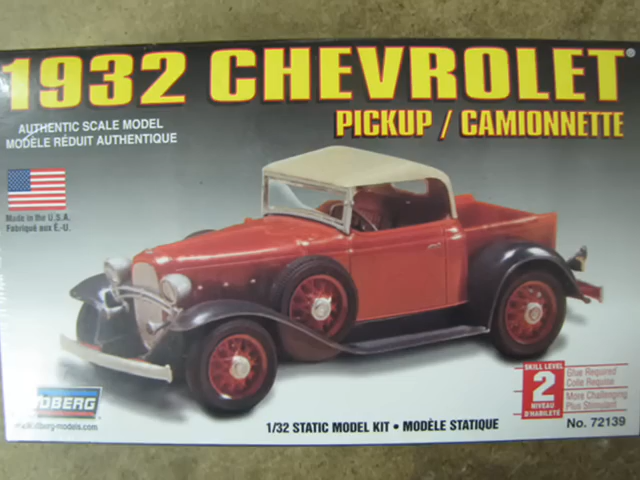 1932 CHEVROLET®
PICKUP / CAMIONNETTE
AUTHENTIC SCALE MODEL
MODÈLE RÉDUIT AUTHENTIQUE
Made in the U.S.A.
Fabriqué aux É.-U.
SKILL LEVEL
2
NIVEAU
D'HABILETÉ
Glue Required
Colle Requise
More Challenging
Plus Stimulant
No. 72139
DBERG
1/32 STATIC MODEL KIT • MODÈLE STATIQUE